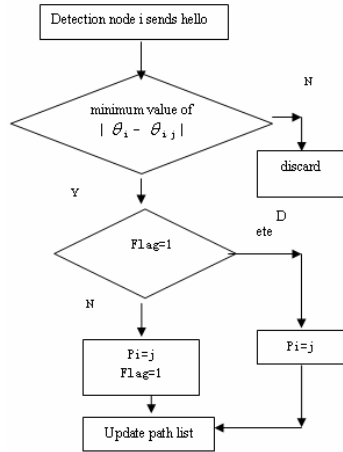 Detection node i sends hello
N
minimum value of
| θi - θij |
discard
Y
D
ete
Flag=1
N
Pi=j
Flag=1
Pi=j
Update path list